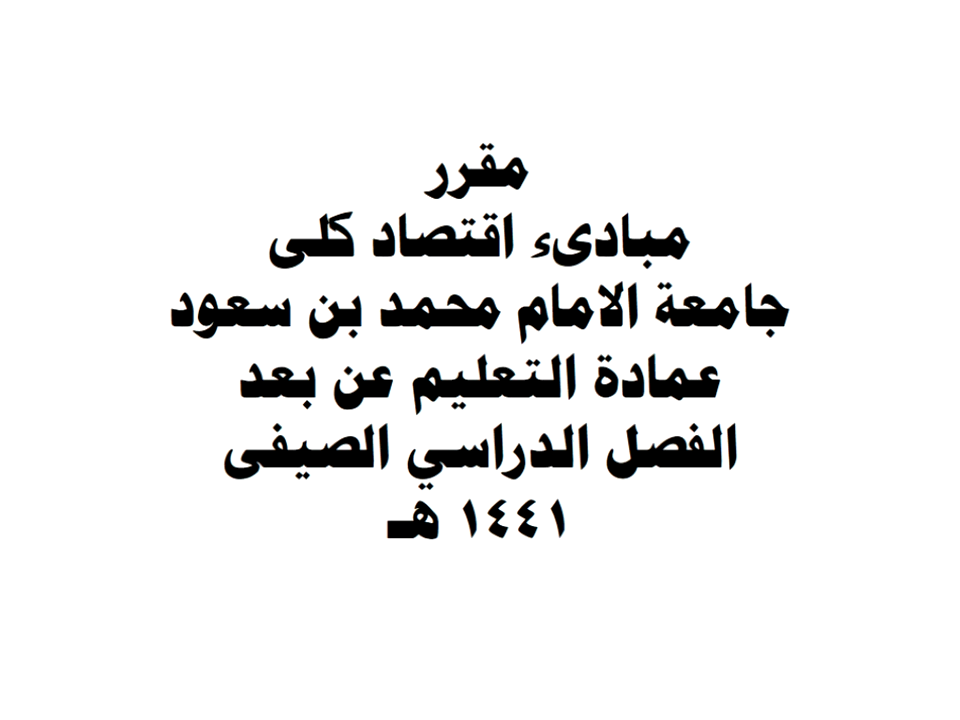 مقرر
مبادىء اقتصاد كلى
جامعة الامام محمد بن سعود
عمادة التعليم عن بعد
الفصل الدراسي الصيفى
١٤٤١ هـ